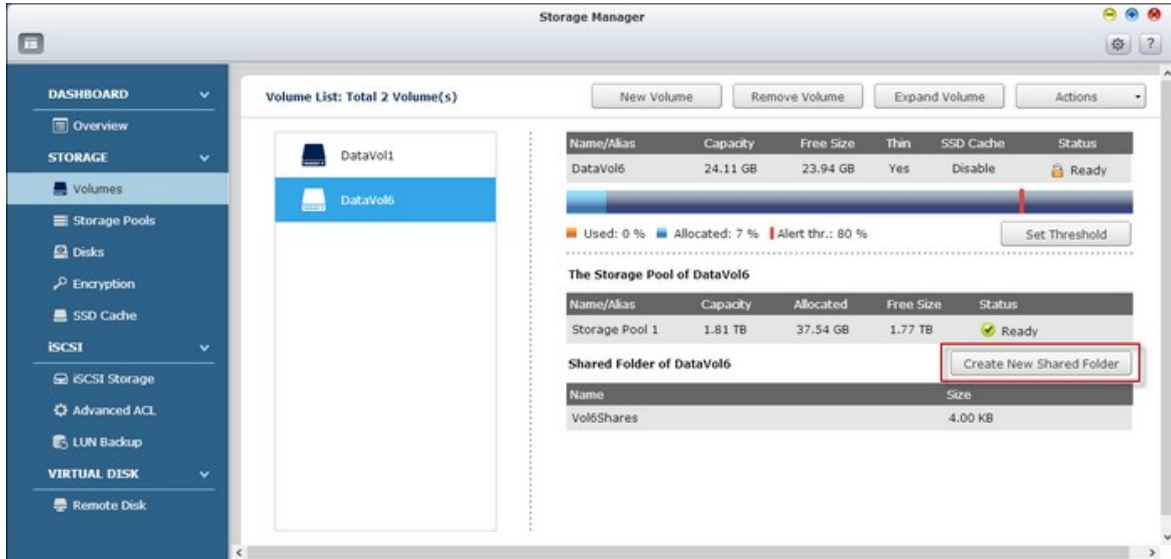 Storage Manager
?
DASHBOARD
Overview
STORAGE
Volumes
Storage Pools
Disks
Encryption
SSD Cache
iSCSI
iSCSI Storage
Advanced ACL
LUN Backup
VIRTUAL DISK
Remote Disk
Volume List: Total 2 Volume(s)
New Volume Remove Volume Expand Volume Actions
DataVol1
DataVol6
Name/Alias Capacity Free Size Thin SSD Cache Status
DataVol6 24.11 GB 23.94 GB Yes Disable Ready
Used: 0 % Allocated: 7 % Alert thr.: 80 % Set Threshold
The Storage Pool of DataVol6
Name/Alias Capacity Allocated Free Size Status
Storage Pool 1 1.81 TB 37.54 GB 1.77 TB Ready
Shared Folder of DataVol6 Create New Shared Folder
Name Size
Vol6Shares 4.00 KB